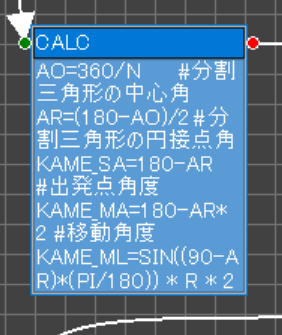 CALC
AO=360/N　#分割
三角形の中心角
AR=(180-AO)/2#分
割三角形の円接点角
KAME_SA=180-AR
#出発点角度
KAME_MA=180-AR*
2 #移動角度
KAME_ML=SIN((90-A
R)*(PI/180)) * R * 2